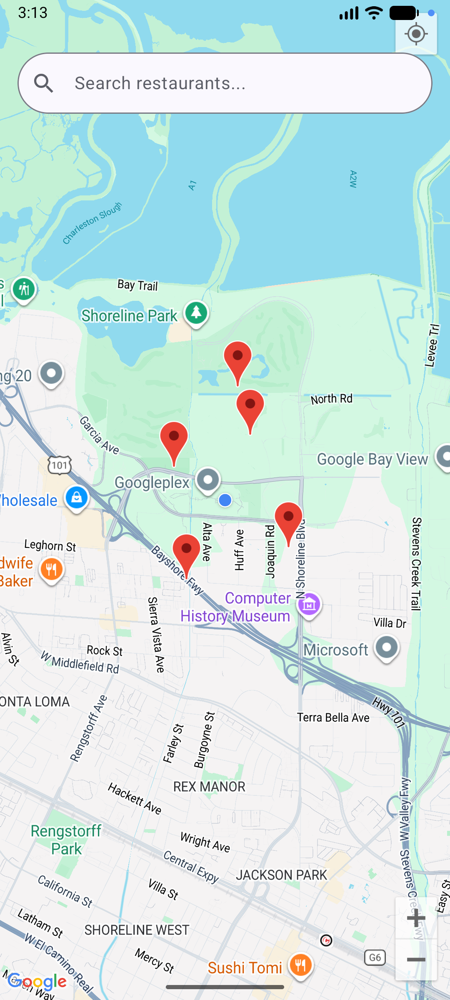 3:13
Search restaurants...
A1
A2W
Charleston Slough
Bay Trail
Shoreline Park
Levee Trl
ng 20
North Rd
Garcia Ave
101
Google Bay View
Googleplex
Wholesale
Leghorn St
dwife
Baker
Alta Ave
Huff Ave
Joaquin Rd
N Shoreline Blvd
Stevens Creek Trail
Bayshore Fwy
Computer
History Museum
Sierra Vista Ave
Villa Dr
Alvin St
Rock St
W Middlefield Rd
Microsoft
ONTA LOMA
Rengstorff Ave
Hwy 101
Terra Bella Ave
Farley St
Burgoyne St
REX MANOR
Hackett Ave
W Valley Fwy
Rengstorff
Park
Wright Ave
Central Expy
JACKSON PARK
Stevens Creek Fwy
California St
Villa St
Easy St
Latham St
SHORELINE WEST
W El Camino Real
Mercy St
G6
Sushi Tomi
Google
Way